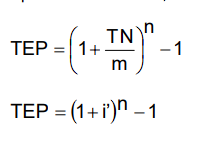 TEP = (1 + TN/m)^n − 1
TEP = (1+i')^n − 1